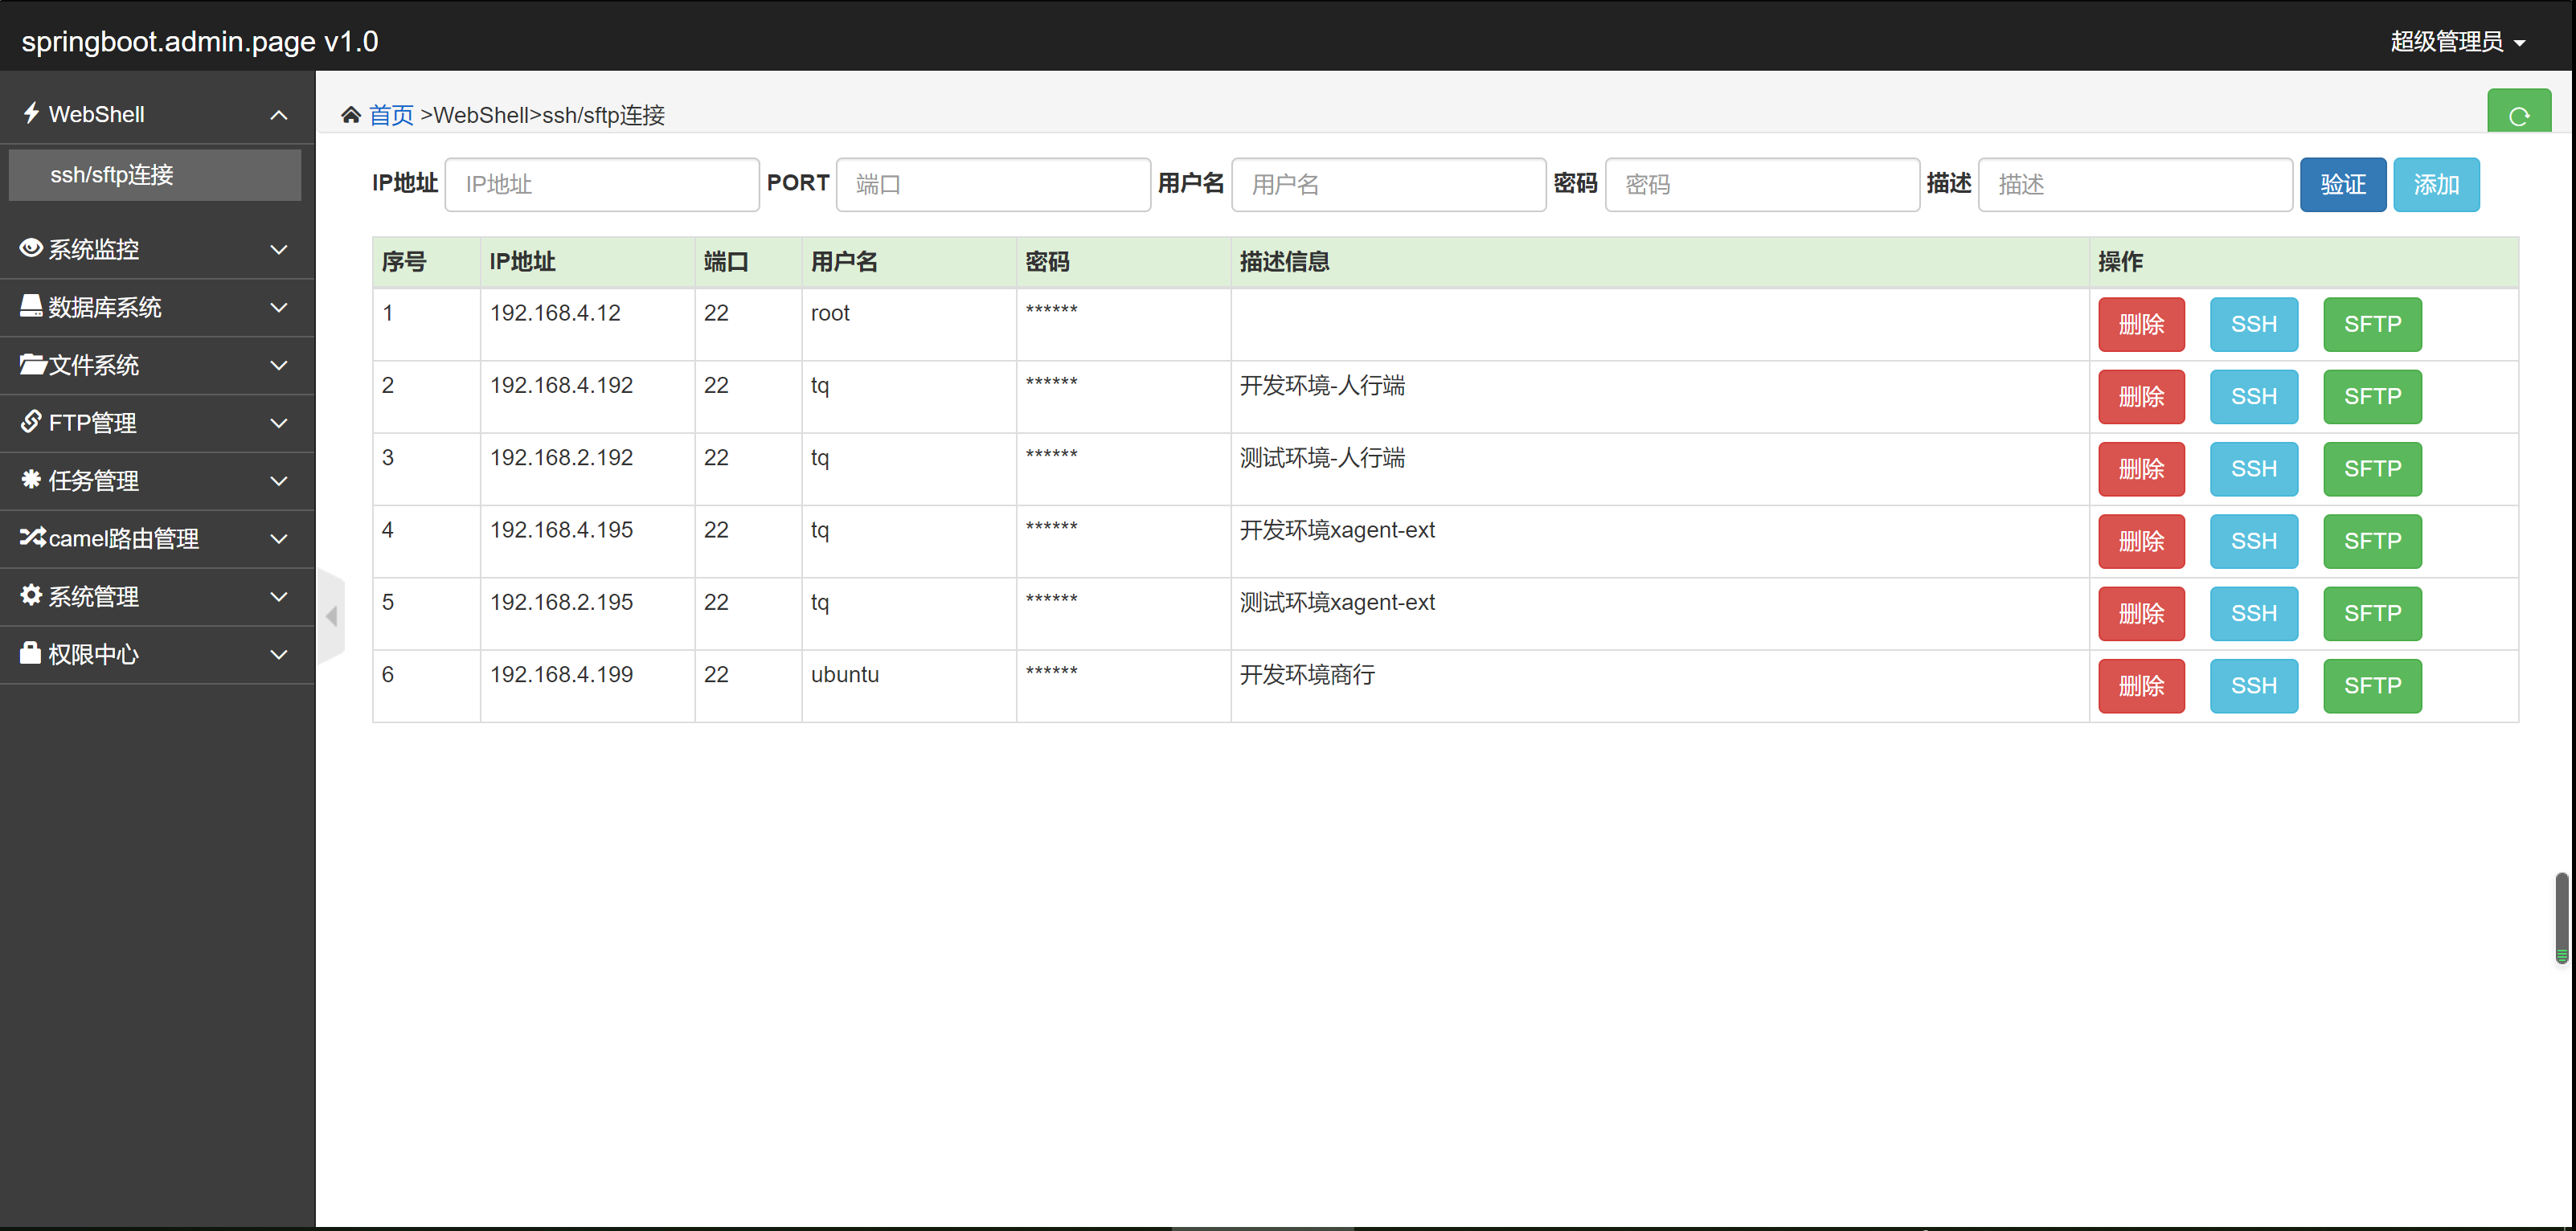 springboot.admin.page v1.0
超级管理员
WebShell
ssh/sftp连接
系统监控
数据库系统
文件系统
FTP管理
任务管理
camel路由管理
系统管理
权限中心
首页 >WebShell>ssh/sftp连接
IP地址 IP地址 PORT 端口 用户名 用户名 密码 密码 描述 描述 验证 添加
序号 IP地址 端口 用户名 密码 描述信息 操作
1 192.168.4.12 22 root ****** 删除 SSH SFTP
2 192.168.4.192 22 tq ****** 开发环境-人行端 删除 SSH SFTP
3 192.168.2.192 22 tq ****** 测试环境-人行端 删除 SSH SFTP
4 192.168.4.195 22 tq ****** 开发环境xagent-ext 删除 SSH SFTP
5 192.168.2.195 22 tq ****** 测试环境xagent-ext 删除 SSH SFTP
6 192.168.4.199 22 ubuntu ****** 开发环境商行 删除 SSH SFTP